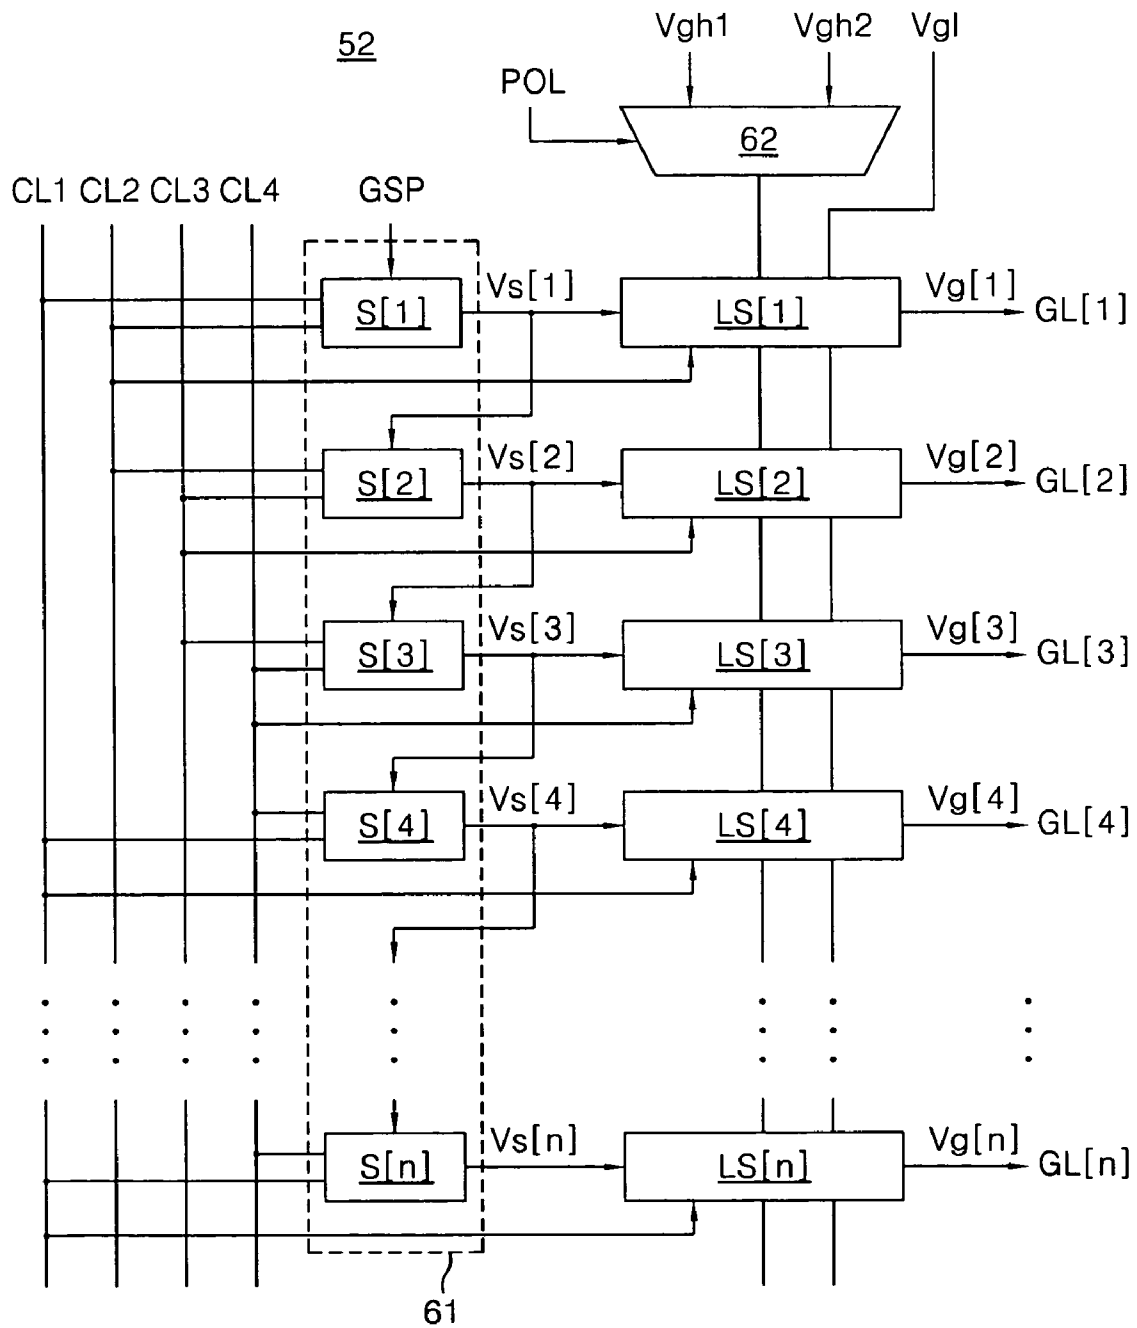 52
Vgh1 Vgh2 Vgl
POL
62
CL1 CL2 CL3 CL4 GSP
S[1] Vs[1] LS[1] Vg[1] GL[1]
S[2] Vs[2] LS[2] Vg[2] GL[2]
S[3] Vs[3] LS[3] Vg[3] GL[3]
S[4] Vs[4] LS[4] Vg[4] GL[4]
S[n] Vs[n] LS[n] Vg[n] GL[n]
61